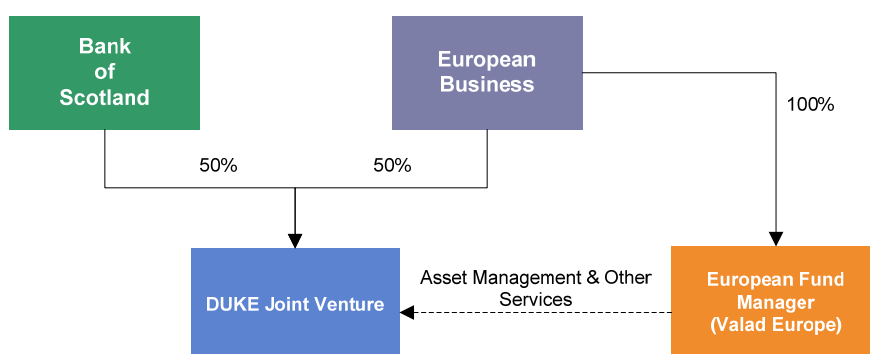 Bank
of
Scotland
European
Business
100%
50%
50%
DUKE Joint Venture
Asset Management & Other
Services
European Fund
Manager
(Valad Europe)